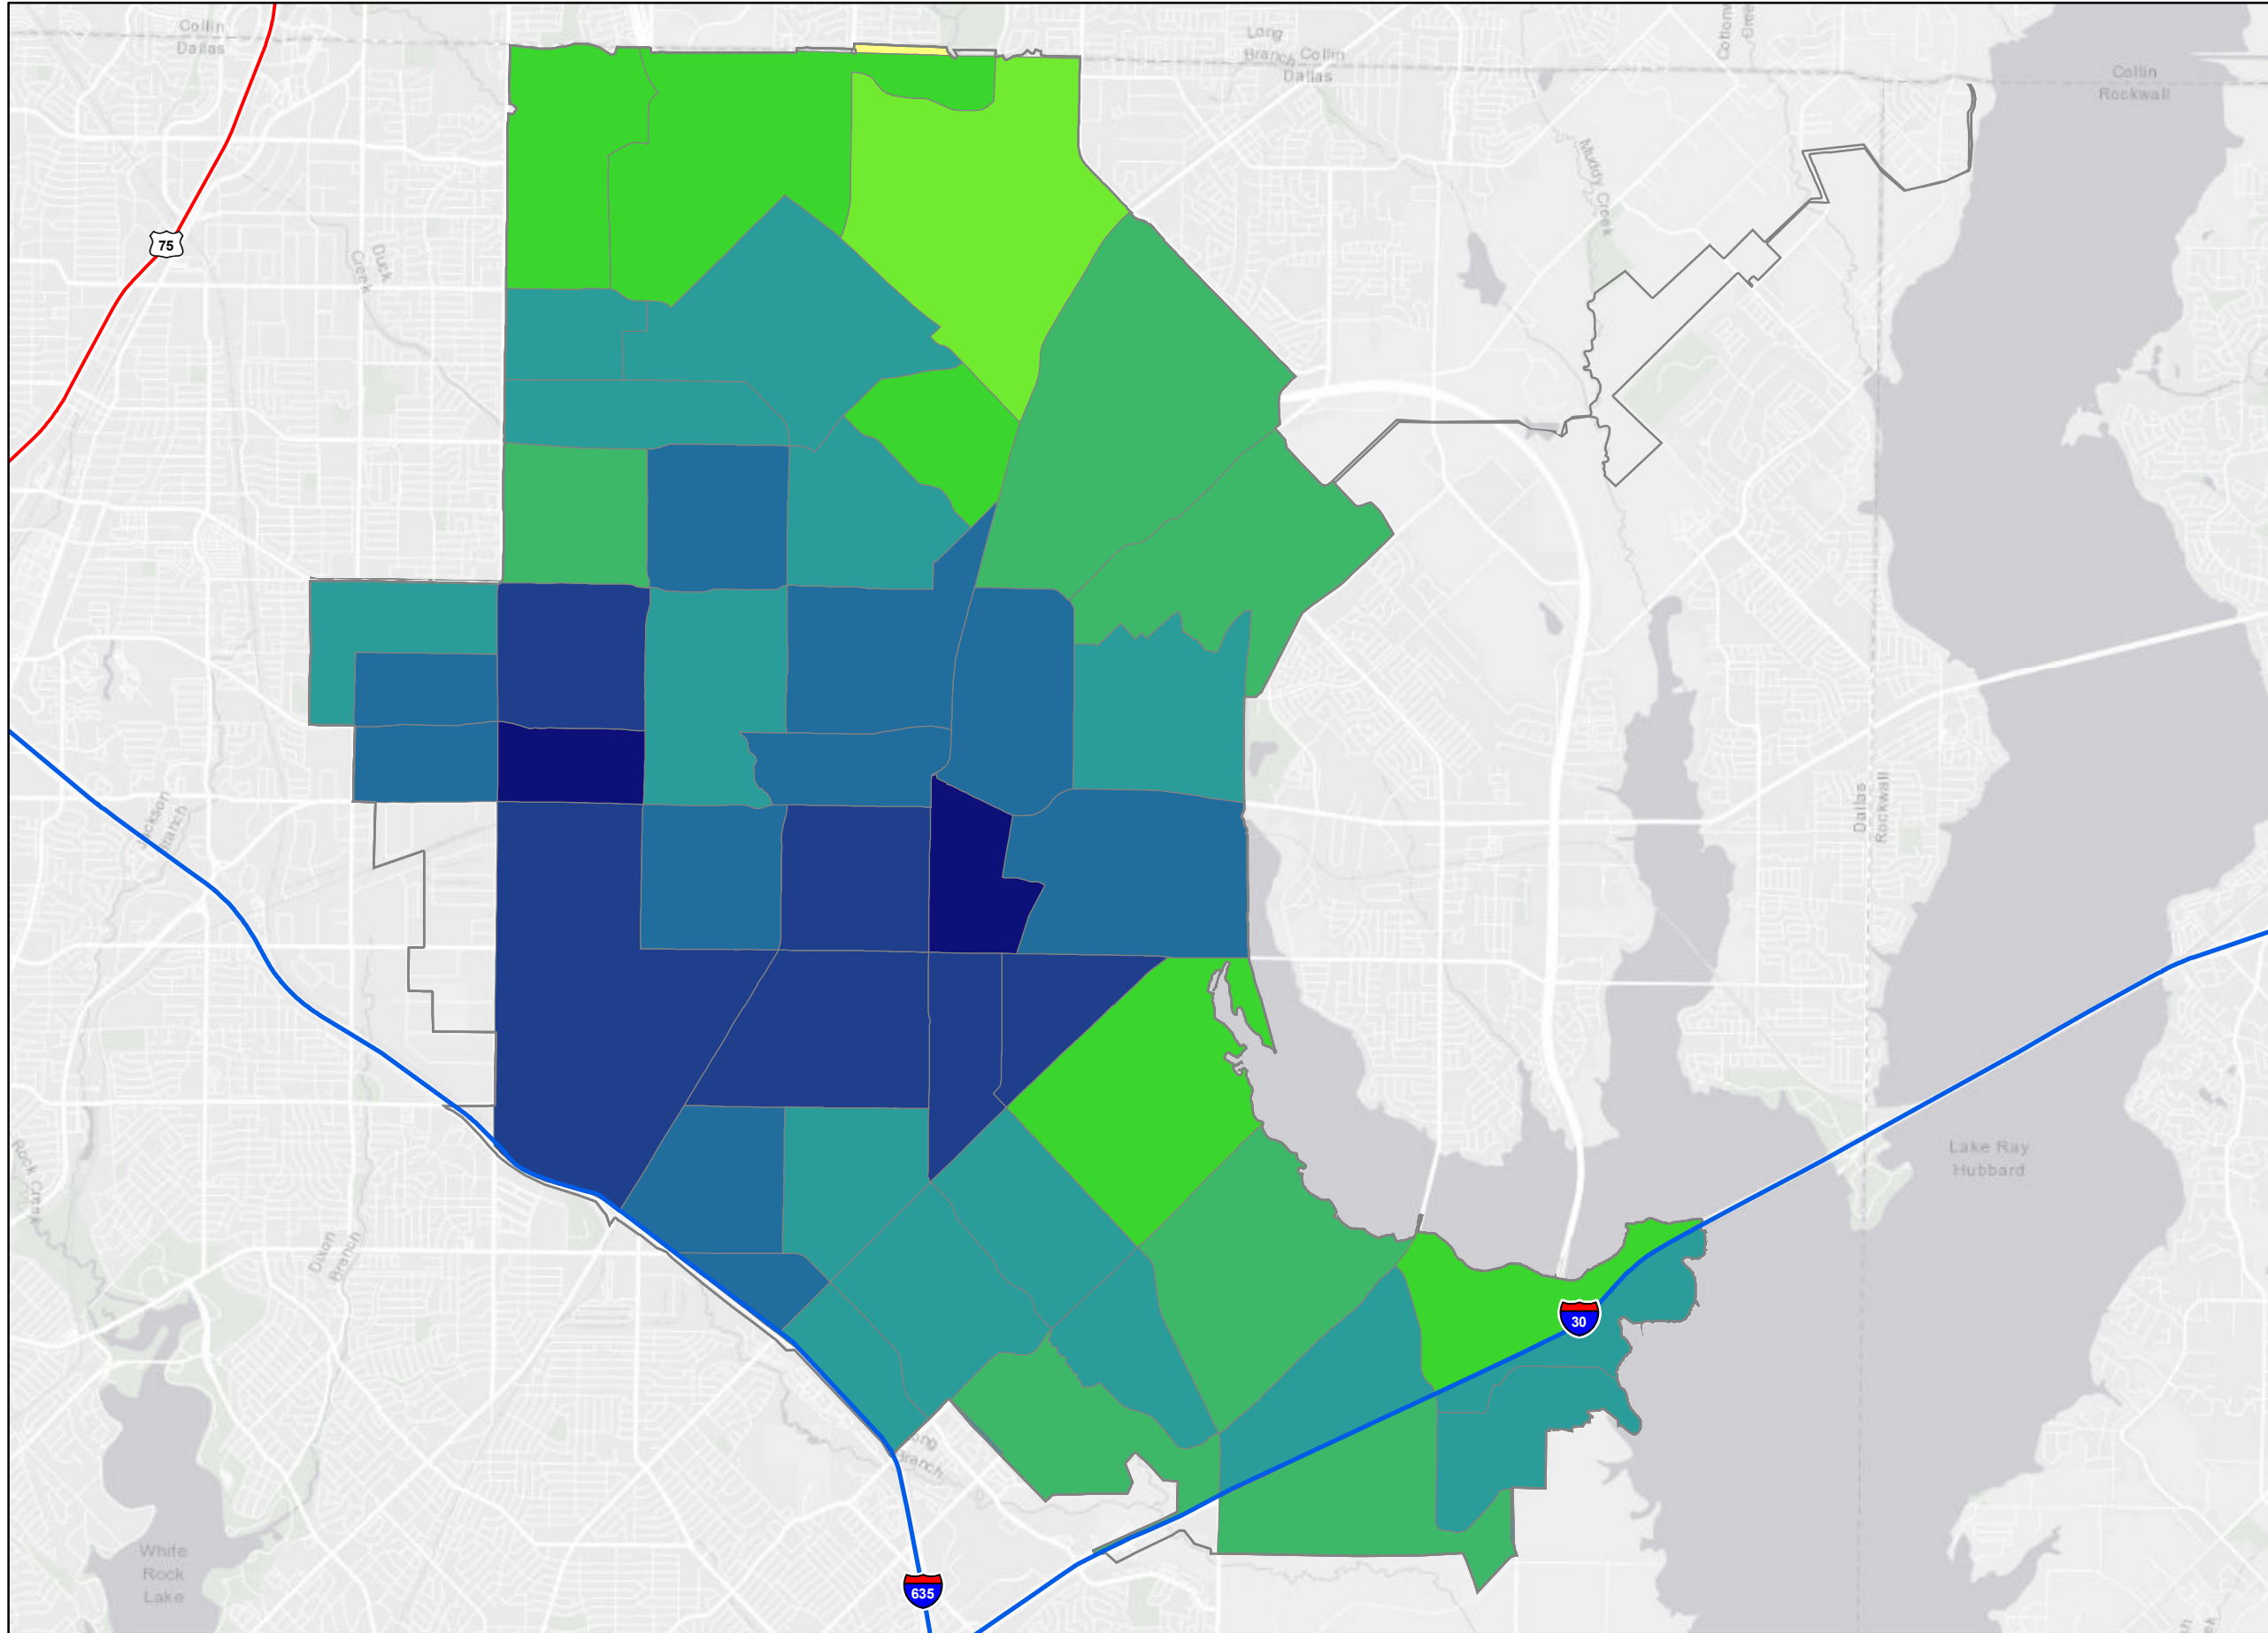 Collin
Dallas
Long
Branch
Collin
Dallas
Collin
Rockwall
75
Duck
Creek
Muddy Creek
Jackson
Branch
Dallas
Rockwall
Lake Ray
Hubbard
Rock Creek
Dixon
Branch
30
Long
Branch
White
Rock
Lake
635